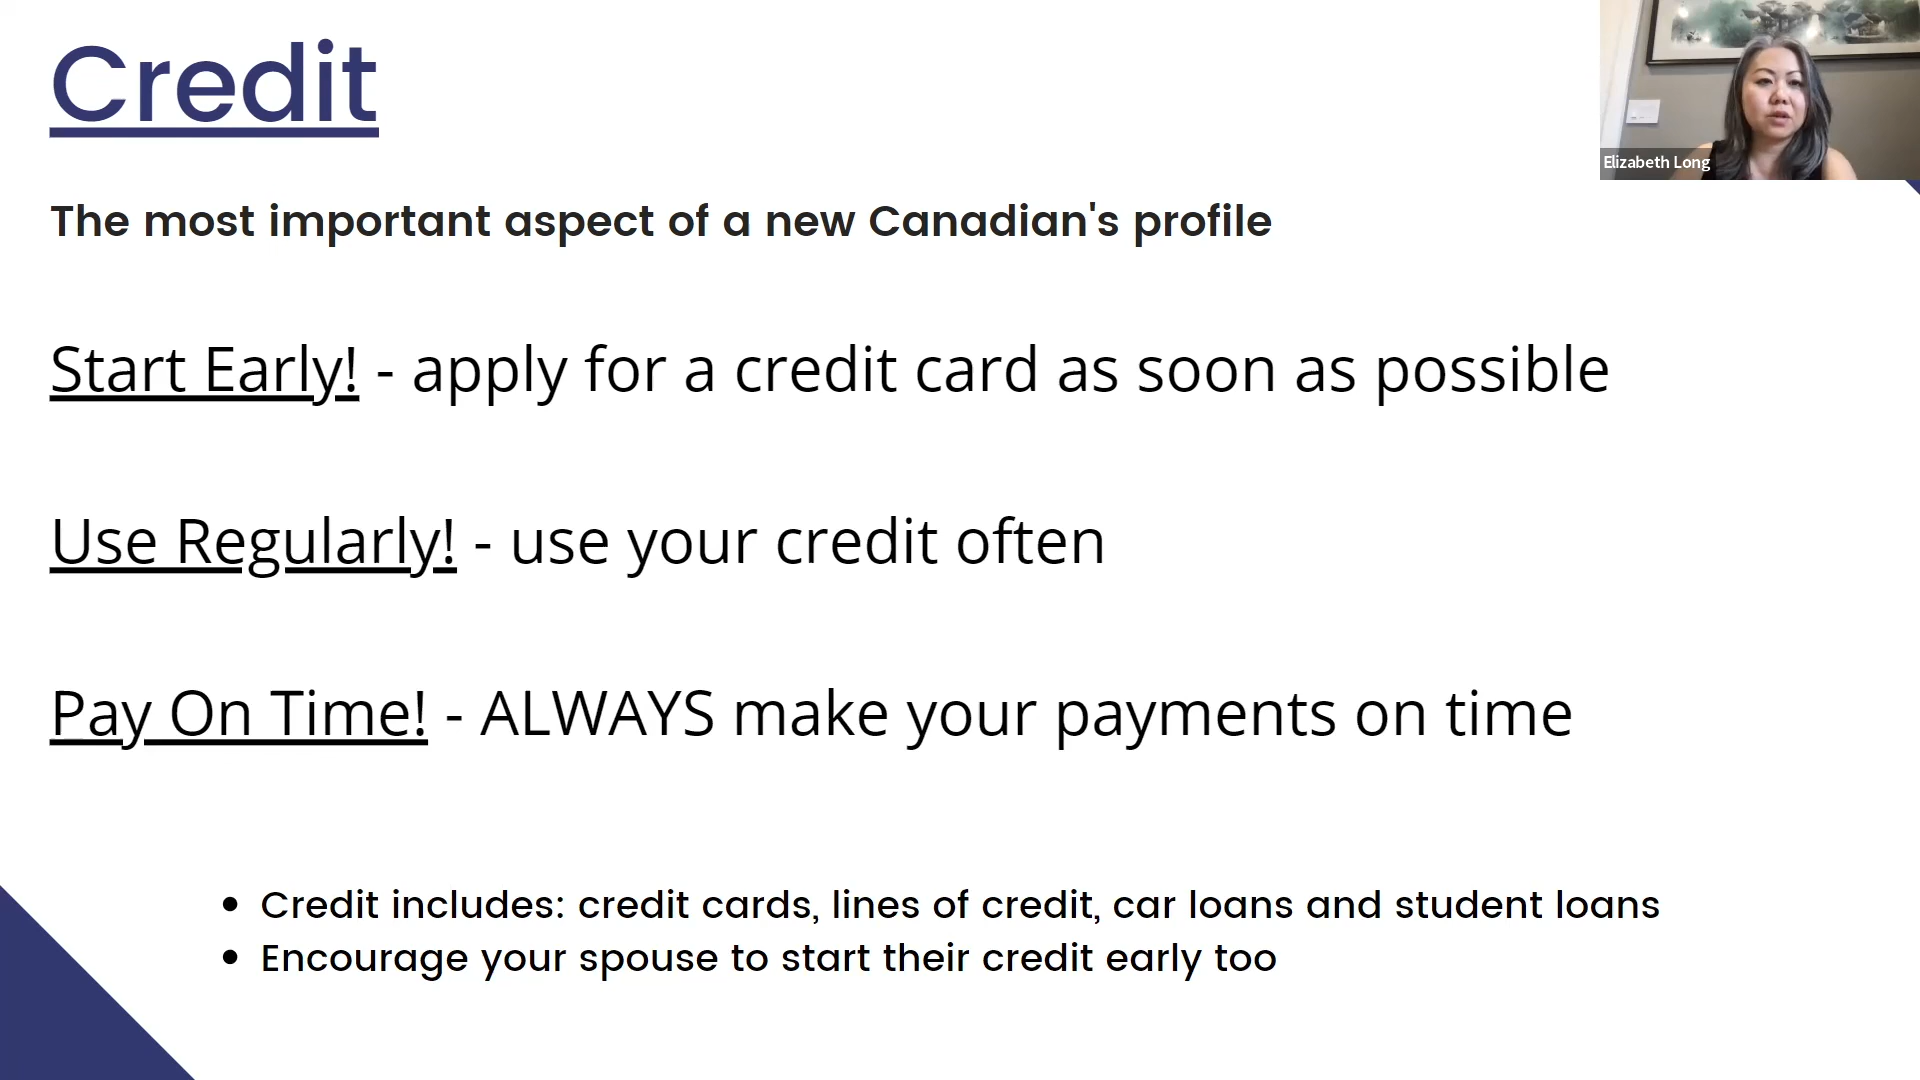 Credit
Elizabeth Long
The most important aspect of a new Canadian's profile
Start Early! - apply for a credit card as soon as possible
Use Regularly! - use your credit often
Pay On Time! - ALWAYS make your payments on time
• Credit includes: credit cards, lines of credit, car loans and student loans
• Encourage your spouse to start their credit early too